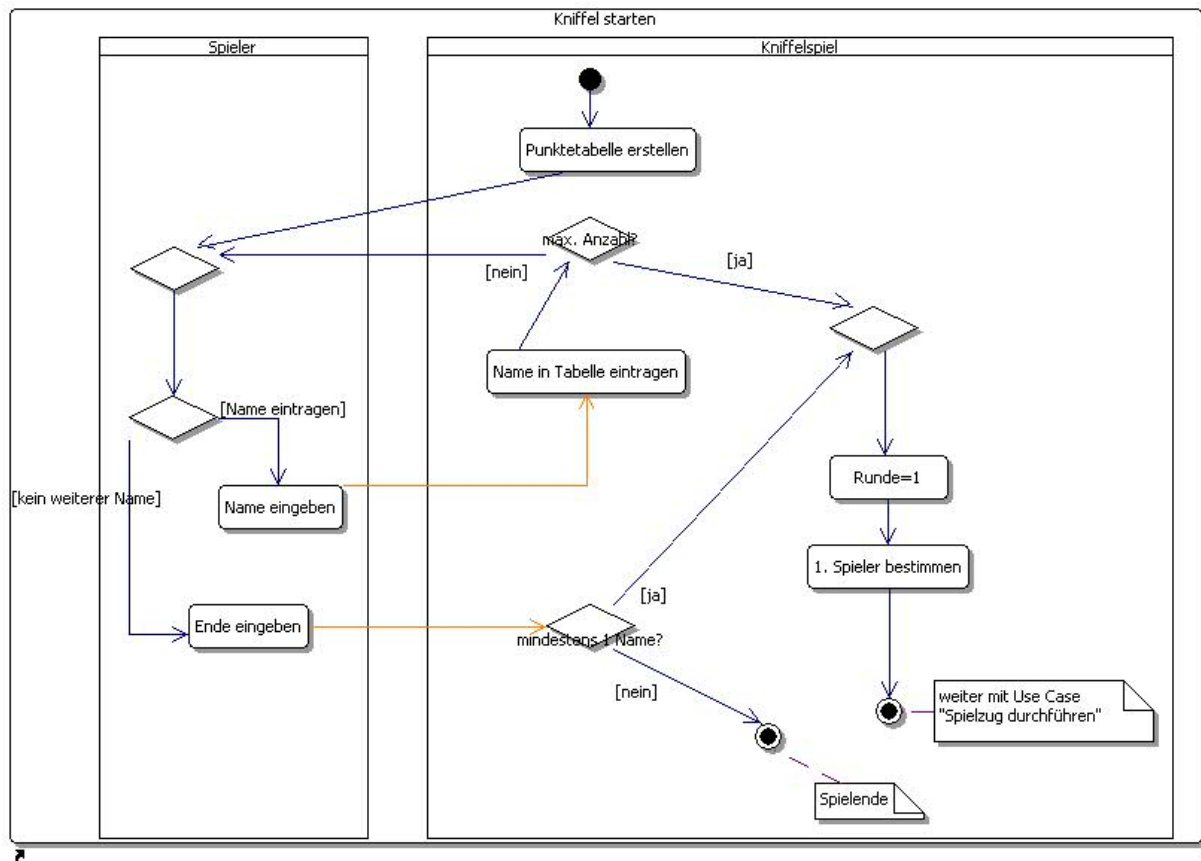 Kniffel starten
Spieler
Kniffelspiel
Punktetabelle erstellen
max. Anzahl?
[nein]
[ja]
Name in Tabelle eintragen
[Name eintragen]
[kein weiterer Name]
Name eingeben
Runde=1
1. Spieler bestimmen
Ende eingeben
[ja]
mindestens 1 Name?
[nein]
weiter mit Use Case
"Spielzug durchführen"
Spielende